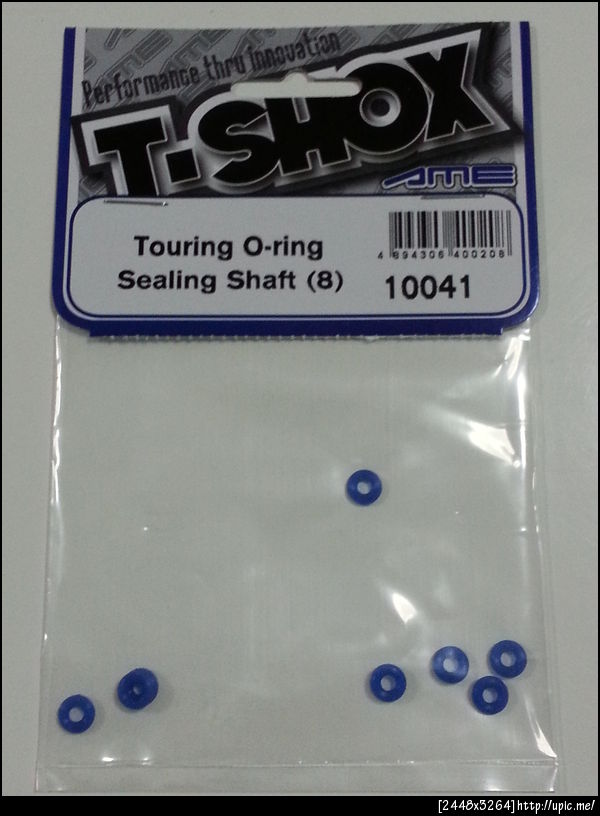 Performance thru innovation
T-SHOX
AME
Touring O-ring
Sealing Shaft (8)
4 894306 400208
10041
[2448x3264]http://upic.me/